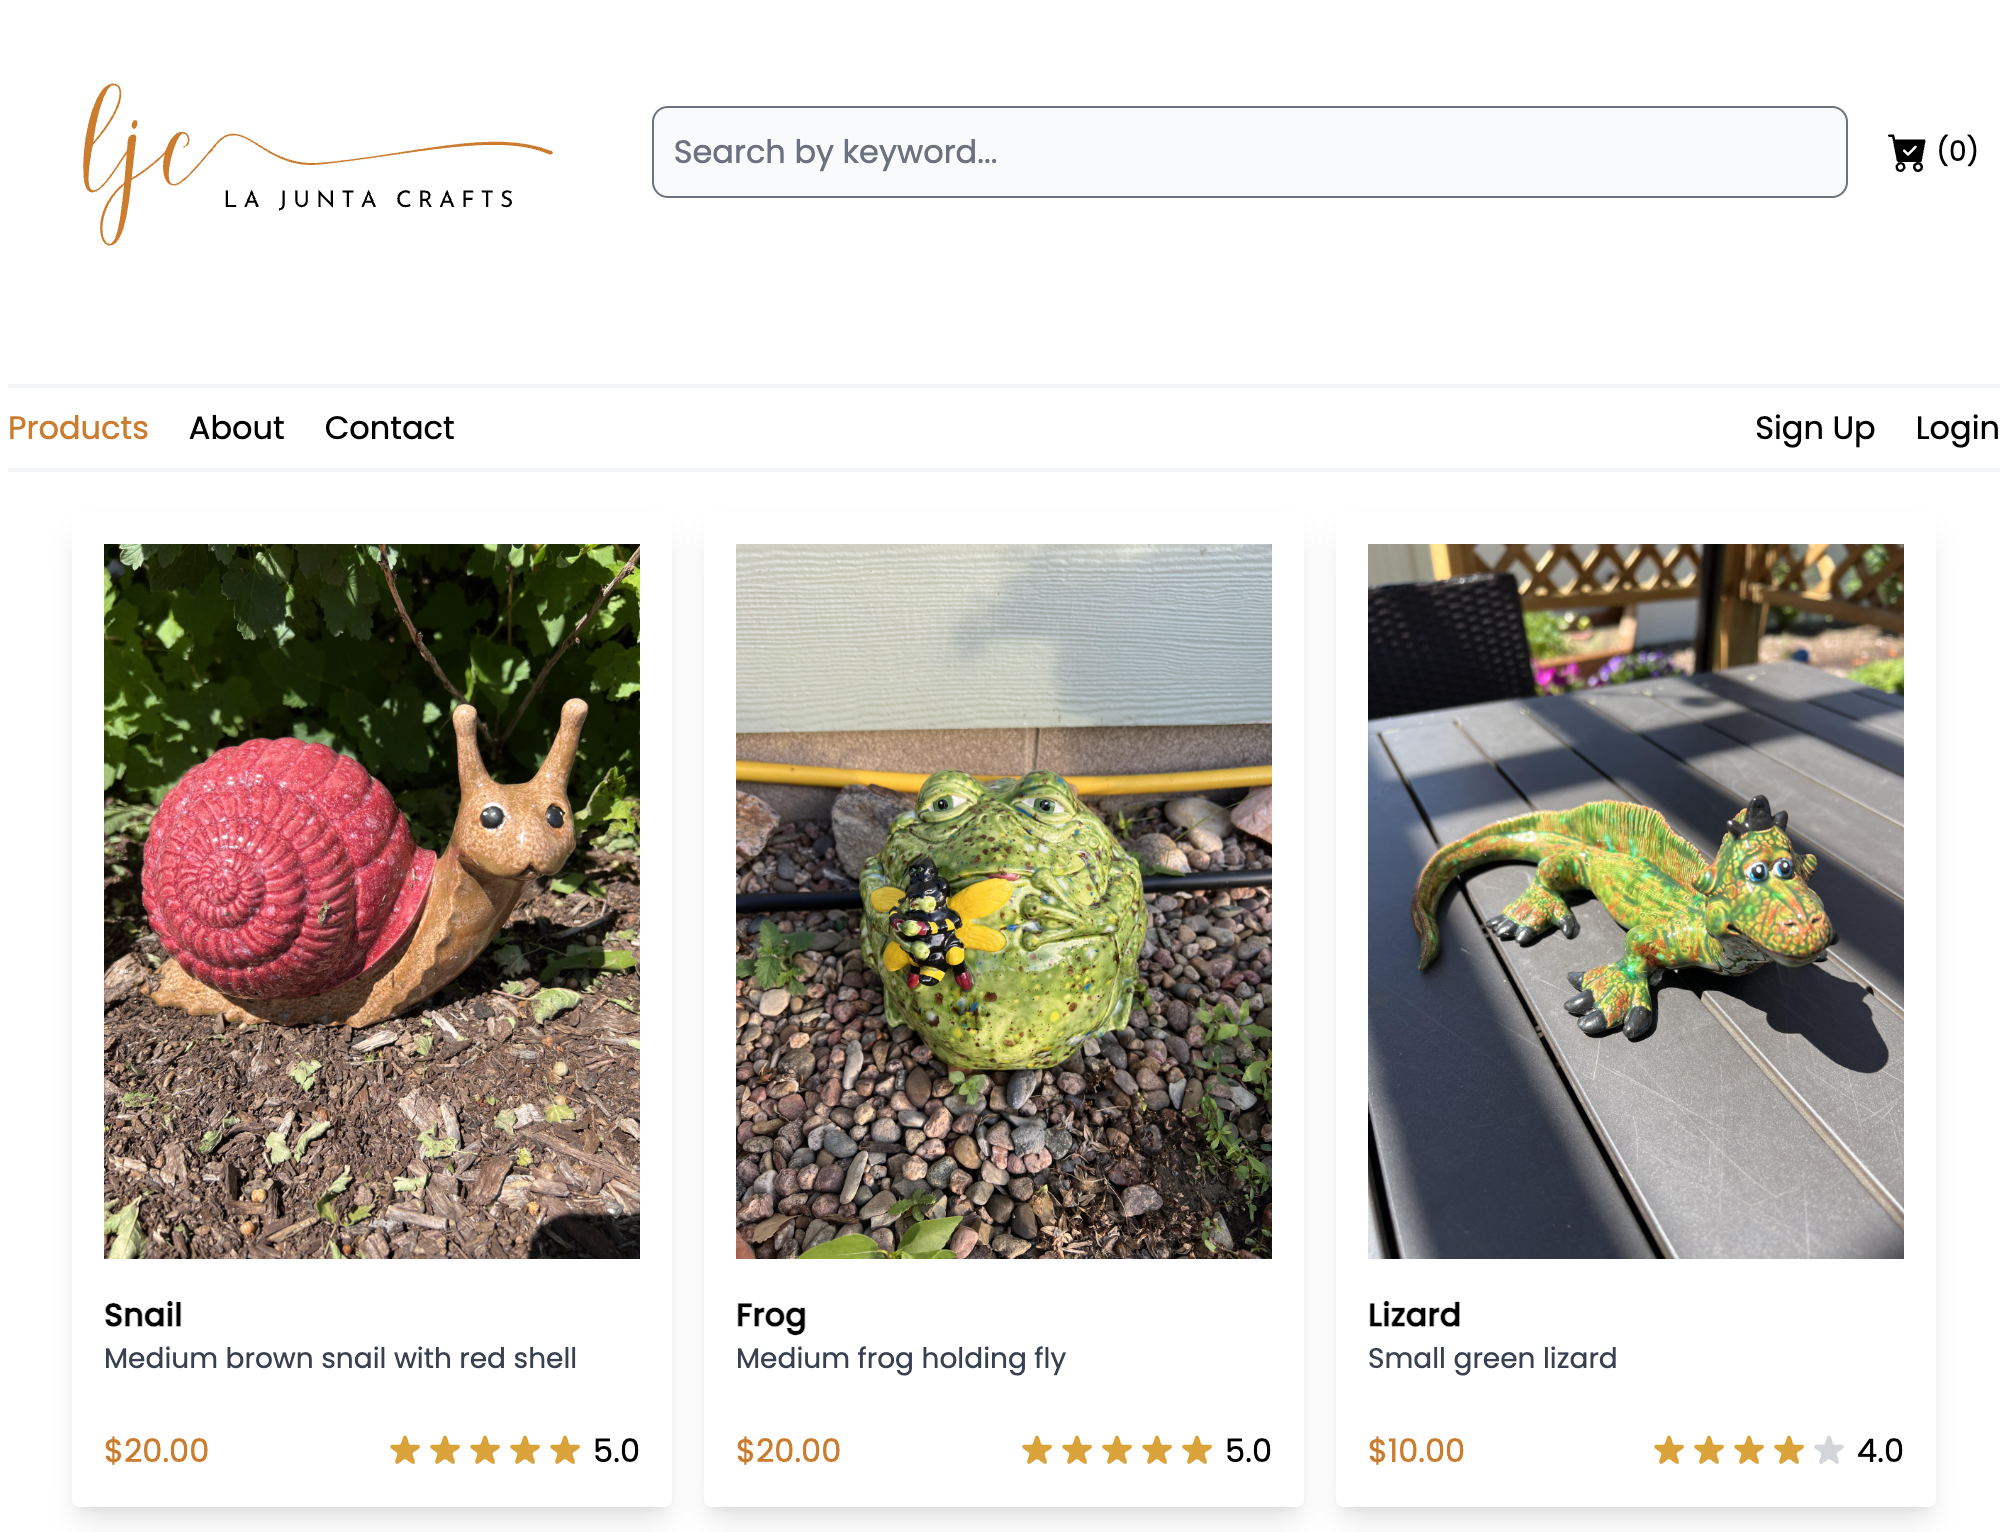 ljc
LA JUNTA CRAFTS
Search by keyword...
(0)
Products About Contact Sign Up Login
Snail
Medium brown snail with red shell
$20.00 5.0
Frog
Medium frog holding fly
$20.00 5.0
Lizard
Small green lizard
$10.00 4.0